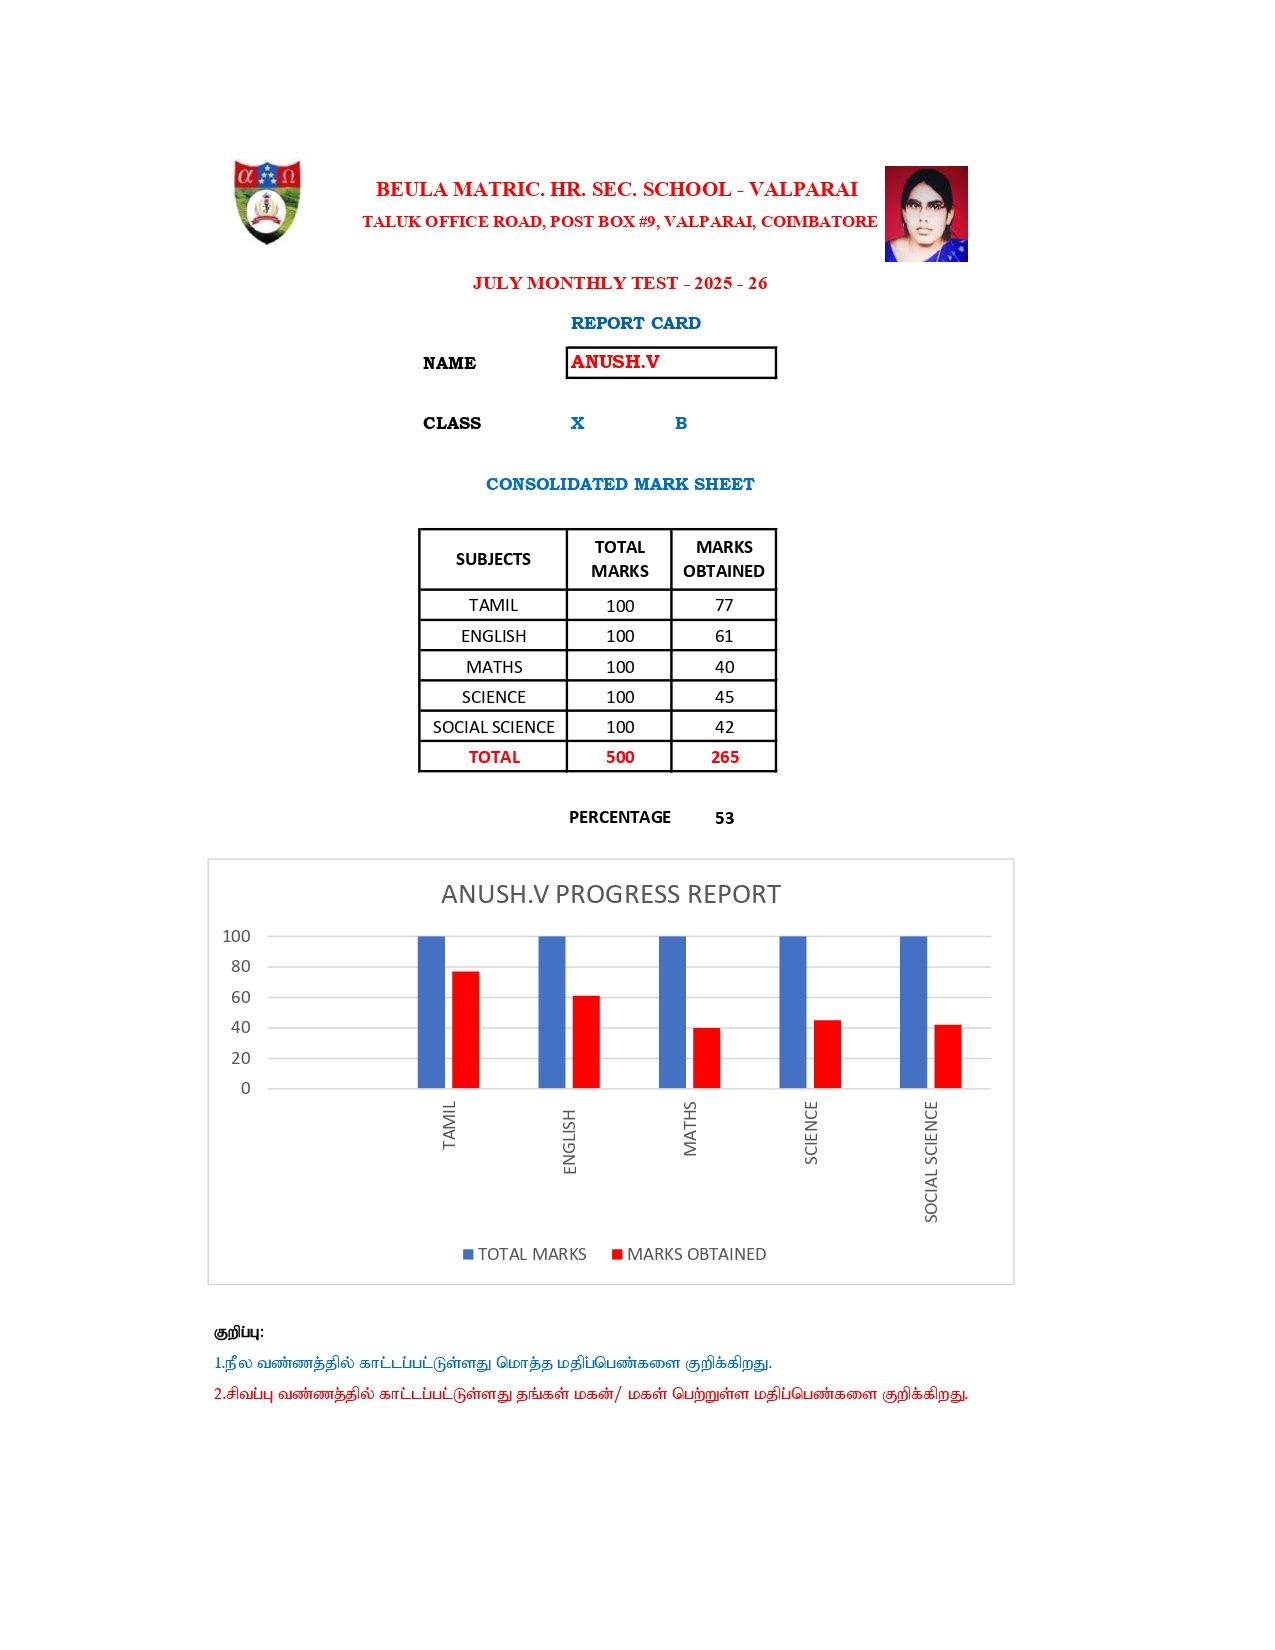 α Ω
BEULA MATRIC. HR. SEC. SCHOOL - VALPARAI
TALUK OFFICE ROAD, POST BOX #9, VALPARAI, COIMBATORE
JULY MONTHLY TEST - 2025 - 26
REPORT CARD
NAME ANUSH.V
CLASS X B
CONSOLIDATED MARK SHEET
SUBJECTS TOTAL MARKS MARKS OBTAINED
TAMIL 100 77
ENGLISH 100 61
MATHS 100 40
SCIENCE 100 45
SOCIAL SCIENCE 100 42
TOTAL 500 265
PERCENTAGE 53
ANUSH.V PROGRESS REPORT
100
80
60
40
20
0
TAMIL ENGLISH MATHS SCIENCE SOCIAL SCIENCE
TOTAL MARKS MARKS OBTAINED
குறிப்பு:
1.நீல வண்ணத்தில் காட்டப்பட்டுள்ளது மொத்த மதிப்பெண்களை குறிக்கிறது.
2.சிவப்பு வண்ணத்தில் காட்டப்பட்டுள்ளது தங்கள் மகன்/ மகள் பெற்றுள்ள மதிப்பெண்களை குறிக்கிறது.